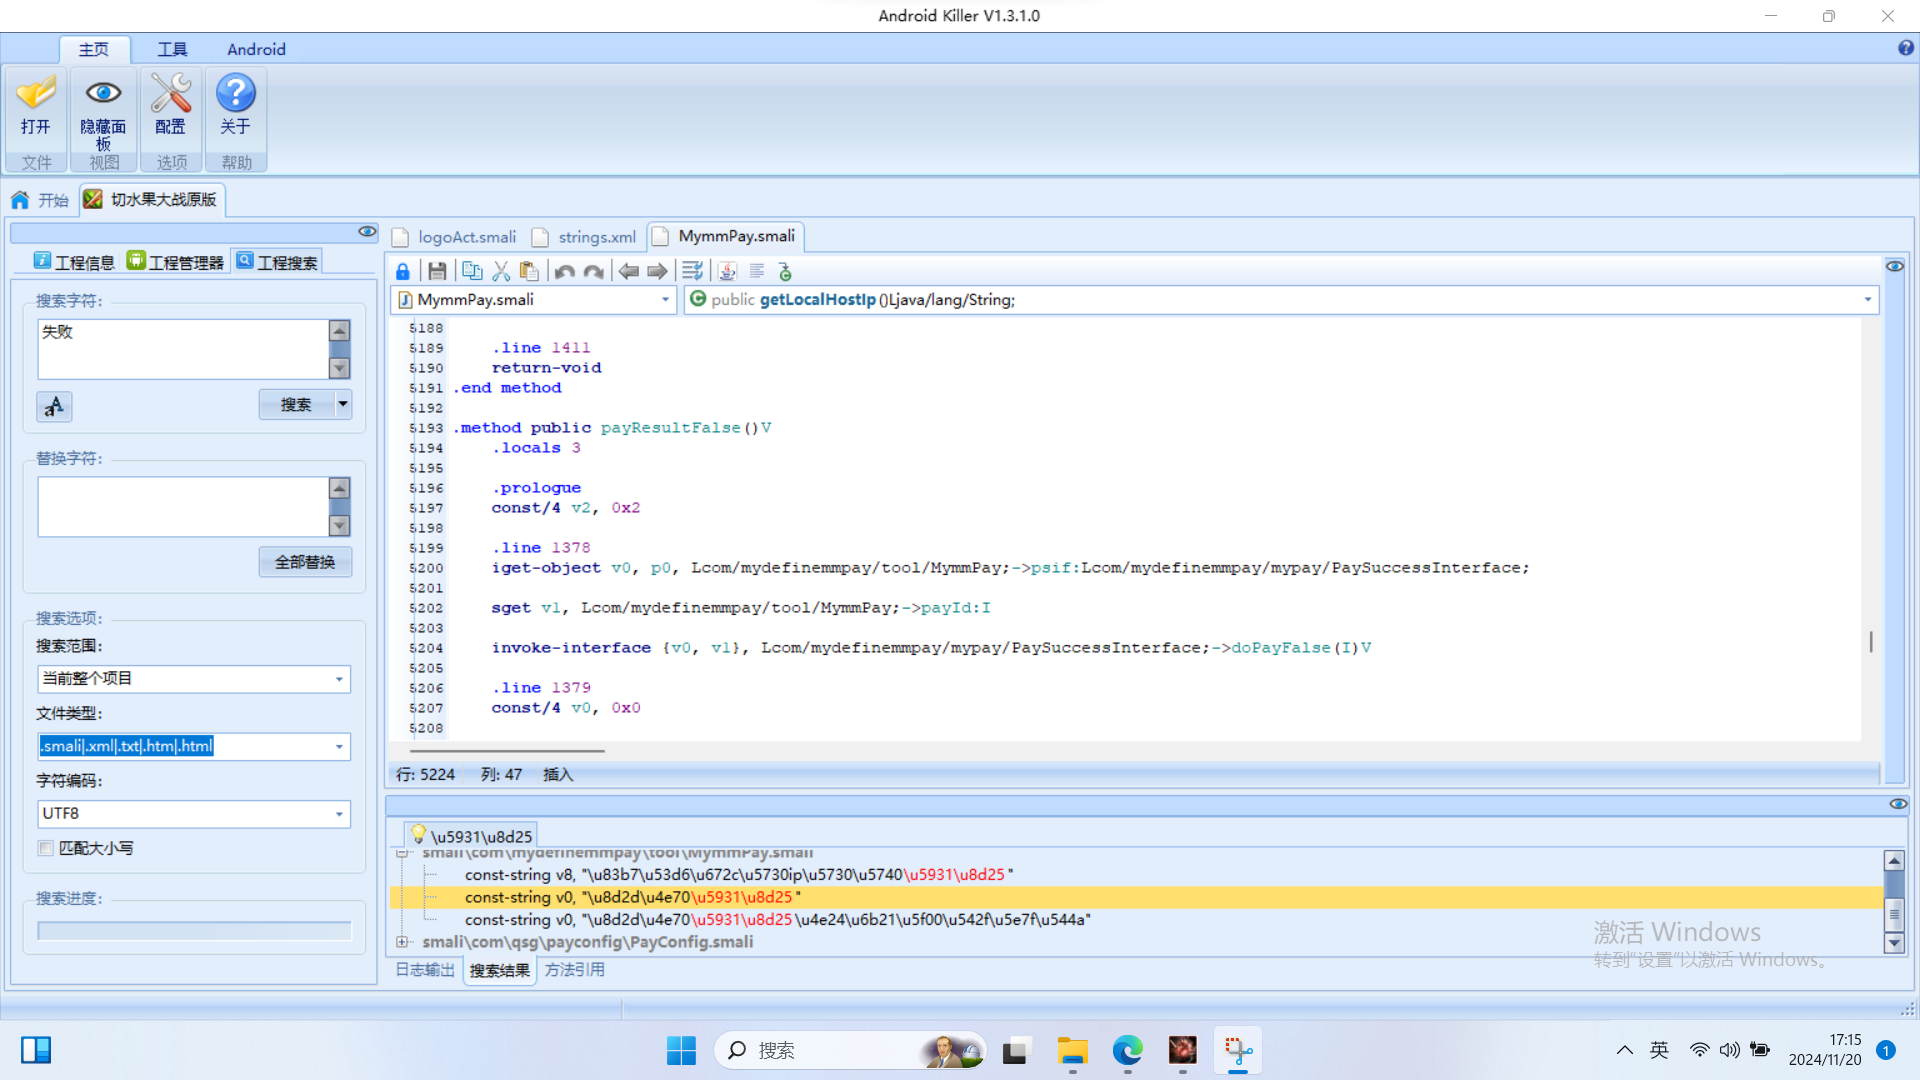 Android Killer V1.3.1.0
主页 工具 Android
打开 隐藏面板 配置 关于
文件 视图 选项 帮助
开始 切水果大战原版
工程信息 工程管理器 工程搜索
搜索字符:
失败
搜索
替换字符:
全部替换
搜索选项:
搜索范围:
当前整个项目
文件类型:
.smali|.xml|.txt|.htm|.html
字符编码:
UTF8
匹配大小写
搜索进度:
logoAct.smali strings.xml MymmPay.smali
MymmPay.smali public getLocalHostIp()Ljava/lang/String;
5188
5189 .line 1411
5190 return-void
5191 .end method
5192
5193 .method public payResultFalse()V
5194 .locals 3
5195
5196 .prologue
5197 const/4 v2, 0x2
5198
5199 .line 1378
5200 iget-object v0, p0, Lcom/mydefinemmpay/tool/MymmPay;->psif:Lcom/mydefinemmpay/mypay/PaySuccessInterface;
5201
5202 sget v1, Lcom/mydefinemmpay/tool/MymmPay;->payId:I
5203
5204 invoke-interface {v0, v1}, Lcom/mydefinemmpay/mypay/PaySuccessInterface;->doPayFalse(I)V
5205
5206 .line 1379
5207 const/4 v0, 0x0
5208
行: 5224 列: 47 插入
\u5931\u8d25
smali\com\mydefinemmpay\tool\MymmPay.smali
const-string v8, "\u83b7\u53d6\u672c\u5730ip\u5730\u5740\u5931\u8d25"
const-string v0, "\u8d2d\u4e70\u5931\u8d25"
const-string v0, "\u8d2d\u4e70\u5931\u8d25\u4e24\u6b21\u5f00\u542f\u5e7f\u544a"
smali\com\qsg\payconfig\PayConfig.smali
日志输出 搜索结果 方法引用
激活 Windows
转到"设置"以激活 Windows。
搜索
英
17:15
2024/11/20
1